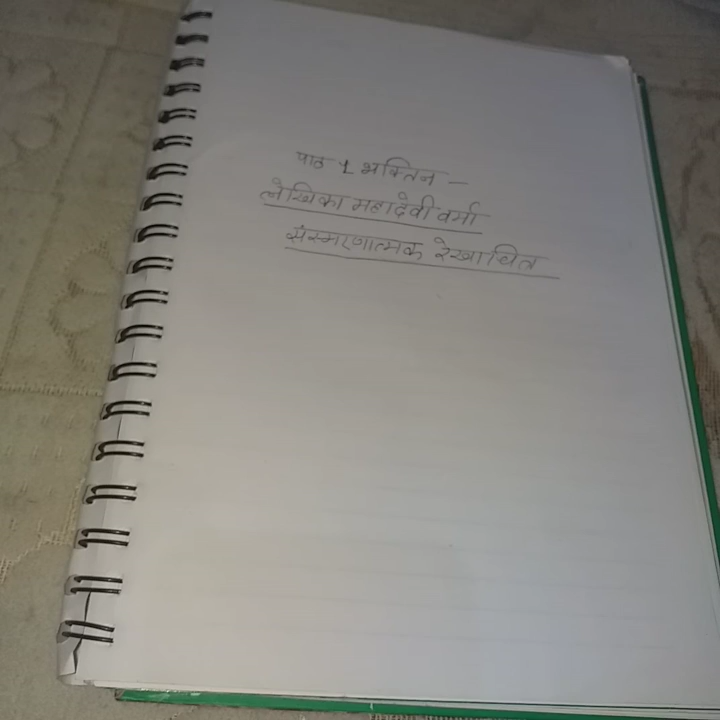 पाठ 1 भक्तिन -
लेखिका महादेवी वर्मा
संस्मरणात्मक रेखाचित्र